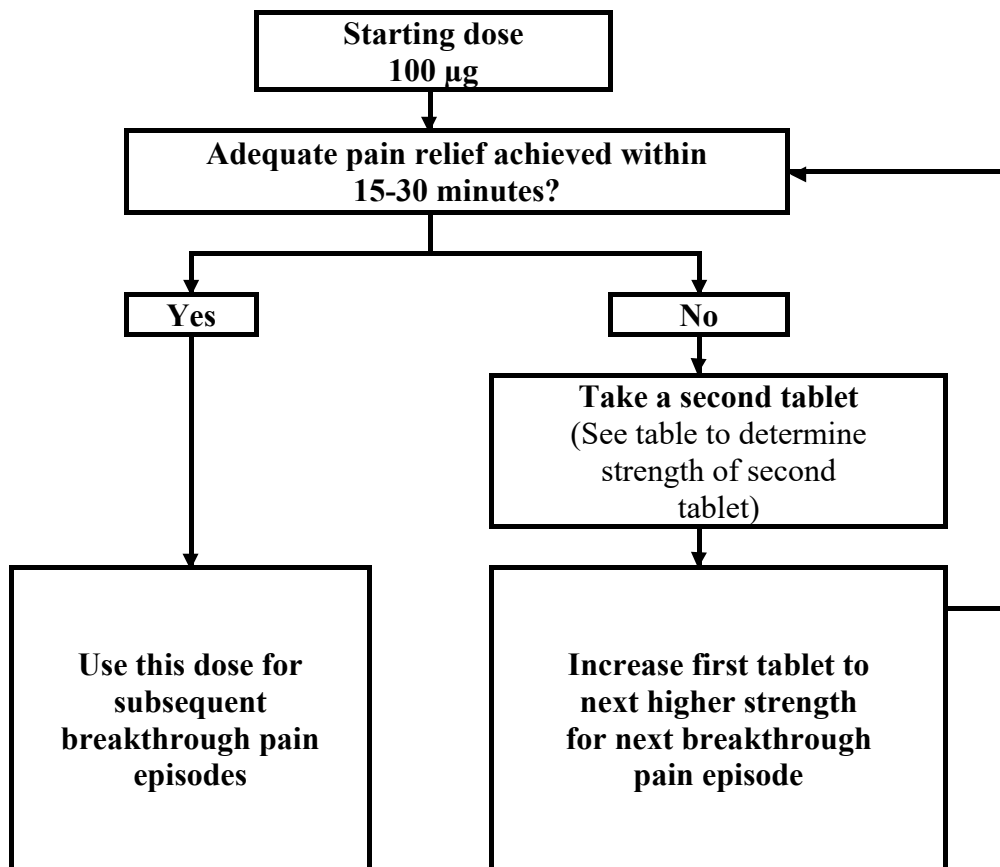 Starting dose
100 µg
Adequate pain relief achieved within
15-30 minutes?
Yes
No
Take a second tablet
(See table to determine
strength of second
tablet)
Use this dose for
subsequent
breakthrough pain
episodes
Increase first tablet to
next higher strength
for next breakthrough
pain episode